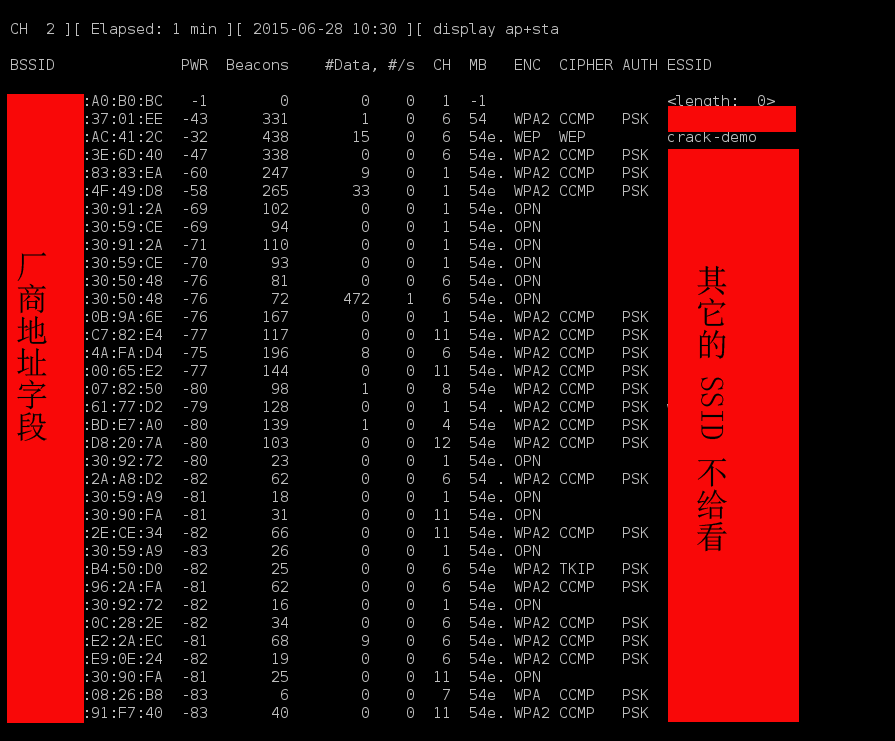 CH  2 ][ Elapsed: 1 min ][ 2015-06-28 10:30 ][ display ap+sta
BSSID              PWR  Beacons    #Data, #/s  CH  MB   ENC  CIPHER AUTH ESSID
:A0:B0:BC   -1        0        0    0   1  -1                    <length:  0>
:37:01:EE  -43      331        1    0   6  54   WPA2 CCMP   PSK
:AC:41:2C  -32      438       15    0   6  54e. WEP  WEP         crack-demo
:3E:6D:40  -47      338        0    0   6  54e. WPA2 CCMP   PSK
:83:83:EA  -60      247        9    0   1  54e. WPA2 CCMP   PSK
:4F:49:D8  -58      265       33    0   1  54e  WPA2 CCMP   PSK
:30:91:2A  -69      102        0    0   1  54e. OPN
:30:59:CE  -69       94        0    0   1  54e. OPN
:30:91:2A  -71      110        0    0   1  54e. OPN
:30:59:CE  -70       93        0    0   1  54e. OPN
:30:50:48  -76       81        0    0   6  54e. OPN
:30:50:48  -76       72      472    1   6  54e. OPN
:0B:9A:6E  -76      167        0    0   1  54e. WPA2 CCMP   PSK
:C7:82:E4  -77      117        0    0  11  54e. WPA2 CCMP   PSK
:4A:FA:D4  -75      196        8    0   6  54e. WPA2 CCMP   PSK
:00:65:E2  -77      144        0    0  11  54e. WPA2 CCMP   PSK
:07:82:50  -80       98        1    0   8  54e  WPA2 CCMP   PSK
:61:77:D2  -79      128        0    0   1  54 . WPA2 CCMP   PSK
:BD:E7:A0  -80      139        1    0   4  54e  WPA2 CCMP   PSK
:D8:20:7A  -80      103        0    0  12  54e  WPA2 CCMP   PSK
:30:92:72  -80       23        0    0   1  54e. OPN
:2A:A8:D2  -82       62        0    0   6  54 . WPA2 CCMP   PSK
:30:59:A9  -81       18        0    0   1  54e. OPN
:30:90:FA  -81       31        0    0  11  54e. OPN
:2E:CE:34  -82       66        0    0  11  54e. WPA2 CCMP   PSK
:30:59:A9  -83       26        0    0   1  54e. OPN
:B4:50:D0  -82       25        0    0   6  54e  WPA2 TKIP   PSK
:96:2A:FA  -81       62        0    0   6  54e  WPA2 CCMP   PSK
:30:92:72  -82       16        0    0   1  54e. OPN
:0C:28:2E  -82       34        0    0   6  54e. WPA2 CCMP   PSK
:E2:2A:EC  -81       68        9    0   6  54e. WPA2 CCMP   PSK
:E9:0E:24  -82       19        0    0   6  54e. WPA2 CCMP   PSK
:30:90:FA  -81       25        0    0  11  54e. OPN
:08:26:B8  -83        6        0    0   7  54e. WPA  CCMP   PSK
:91:F7:40  -83       40        0    0  11  54e. WPA2 CCMP   PSK
厂商地址字段
其它的 SSID 不给看